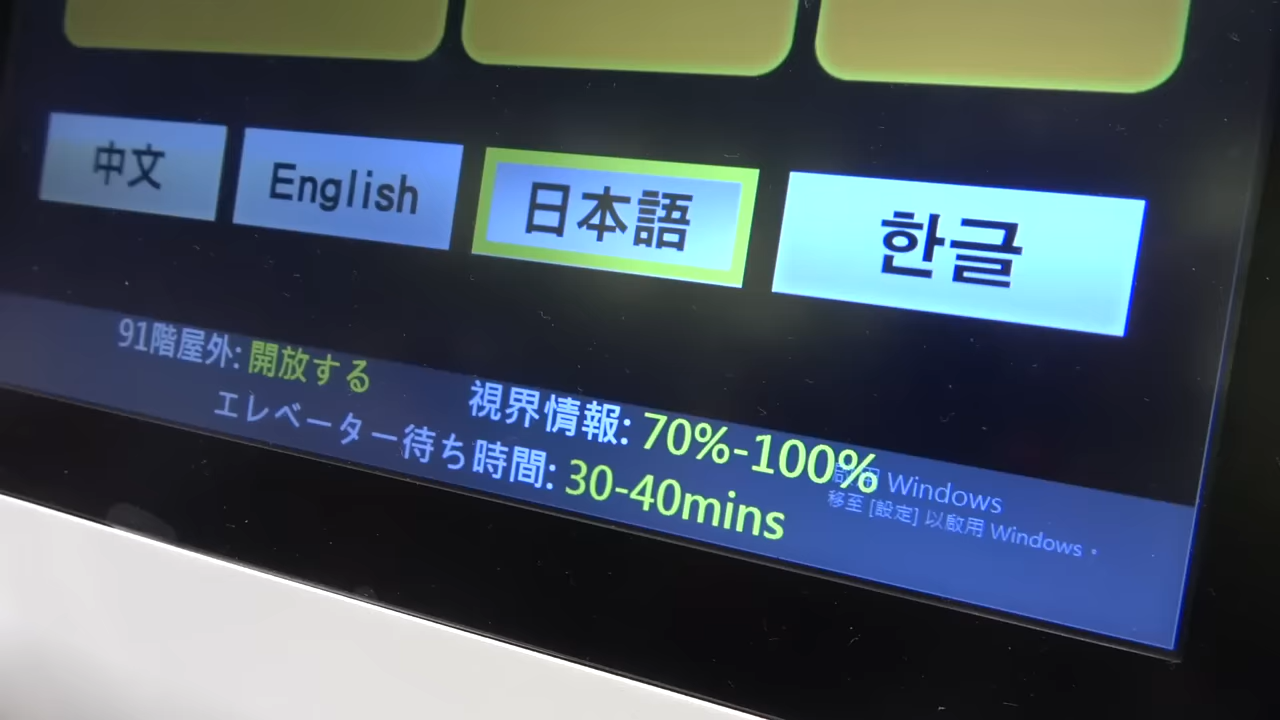 中文
English
日本語
한글
91階屋外: 開放する
視界情報: 70%-100%
エレベーター待ち時間: 30-40mins
啟用 Windows
移至 [設定] 以啟用 Windows。